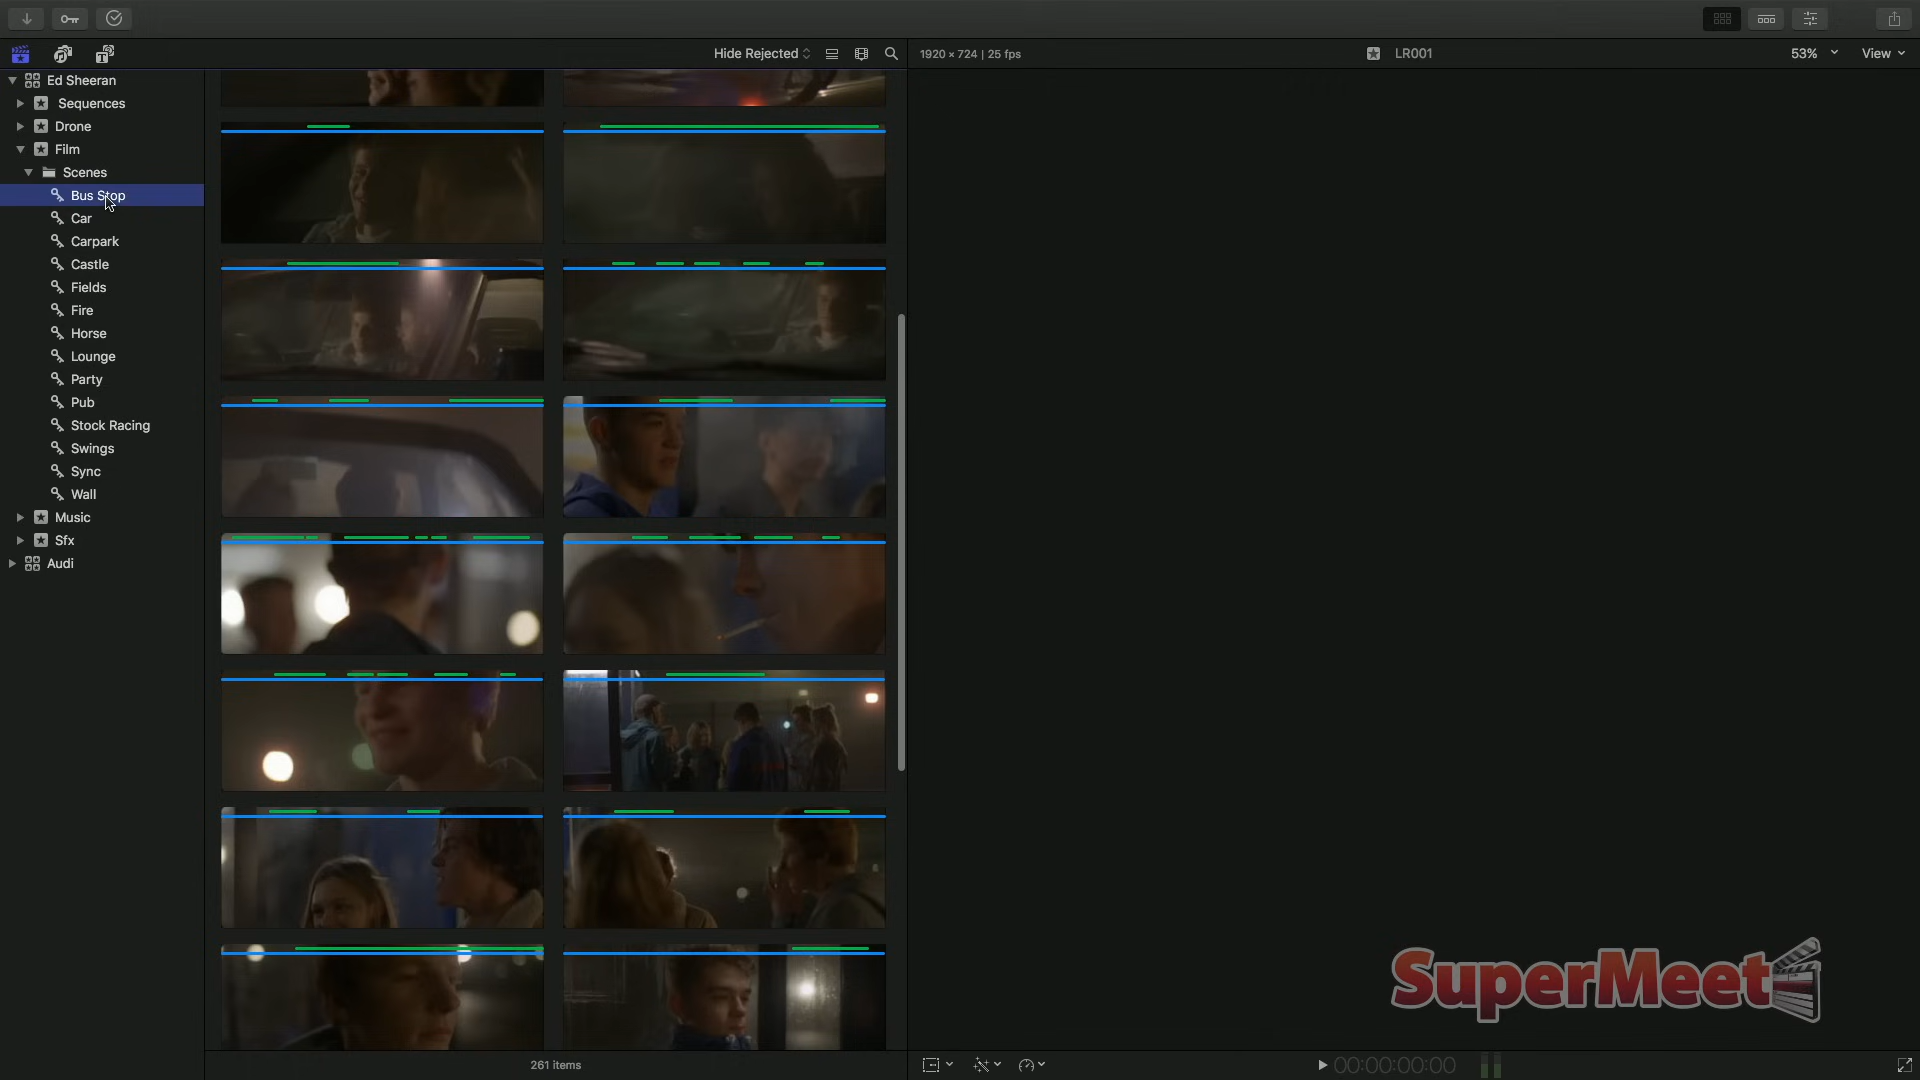 Hide Rejected
1920 × 724 | 25 fps
LR001
53%
View
Ed Sheeran
Sequences
Drone
Film
Scenes
Bus Stop
Car
Carpark
Castle
Fields
Fire
Horse
Lounge
Party
Pub
Stock Racing
Swings
Sync
Wall
Music
Sfx
Audi
SuperMeet
261 items
00:00:00:00